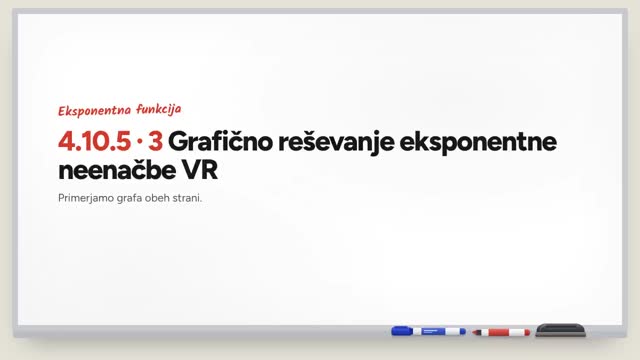 Eksponentna funkcija
4.10.5 · 3 Grafično reševanje eksponentne
neenačbe VR
Primerjamo grafa obeh strani.